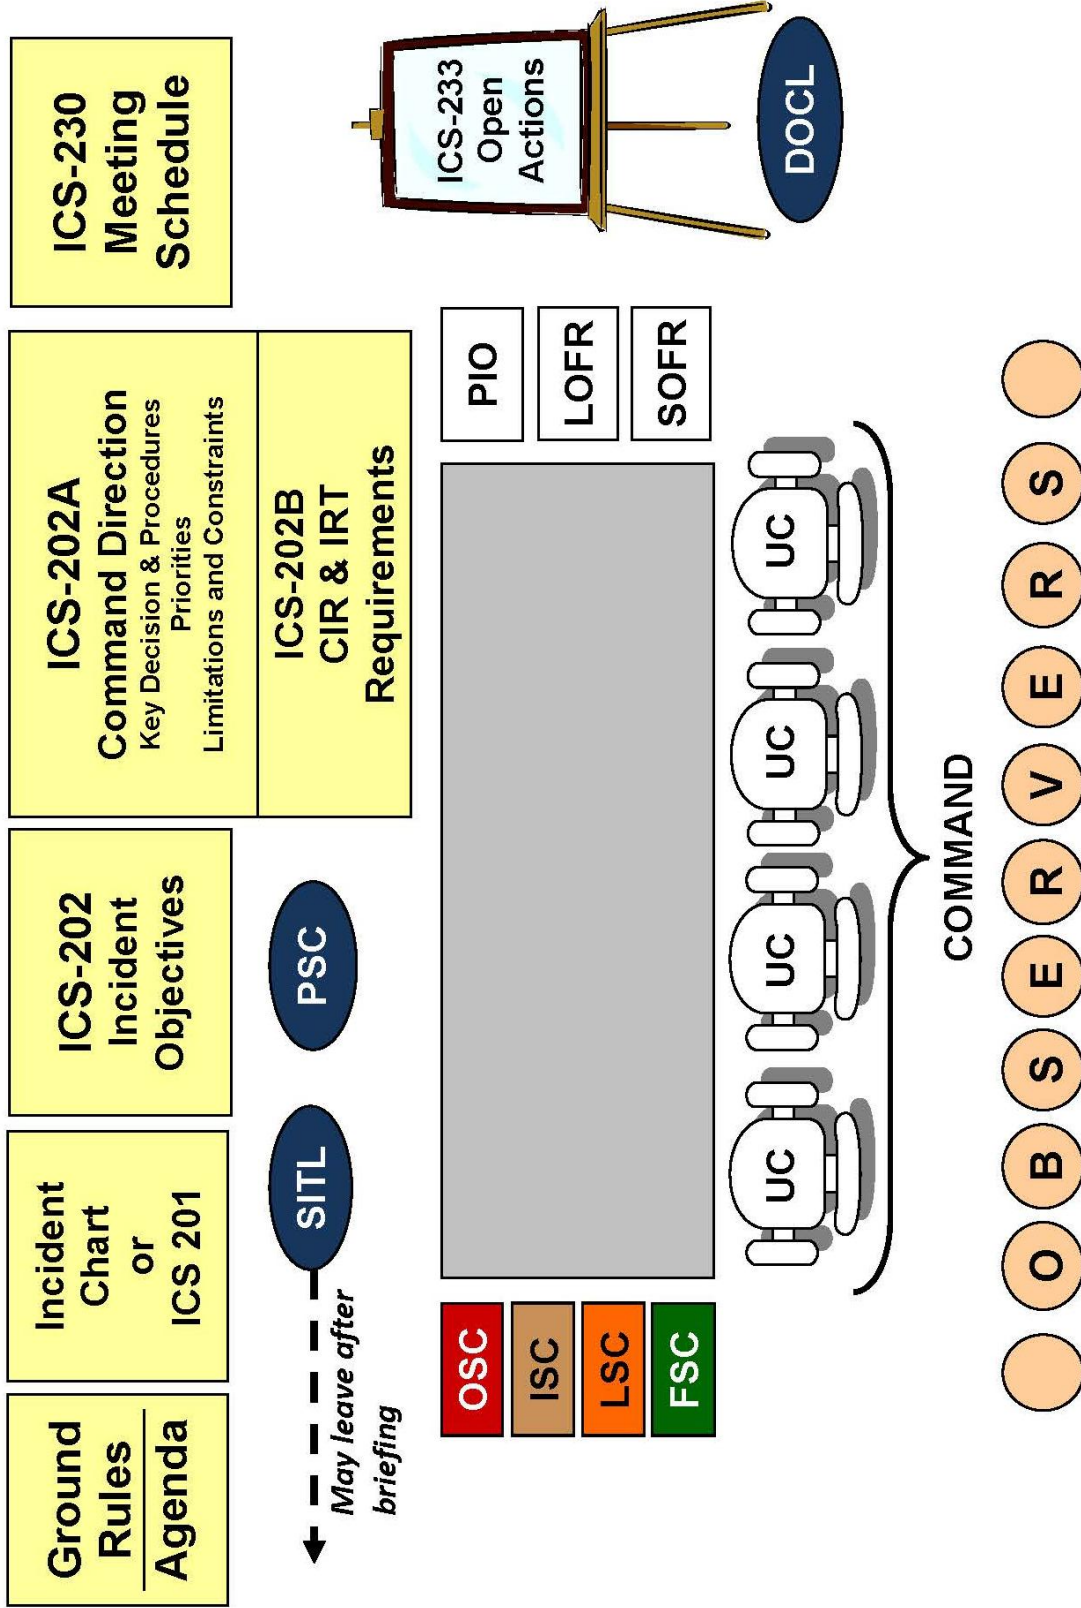 Ground
Rules
Agenda
Incident
Chart
or
ICS 201
ICS-202
Incident
Objectives
ICS-202A
Command Direction
Key Decision & Procedures
Priorities
Limitations and Constraints
ICS-202B
CIR & IRT
Requirements
ICS-230
Meeting
Schedule
SITL
PSC
May leave after
briefing
ICS-233
Open
Actions
DOCL
OSC
ISC
LSC
FSC
PIO
LOFR
SOFR
UC
UC
UC
UC
COMMAND
O B S E R V E R S